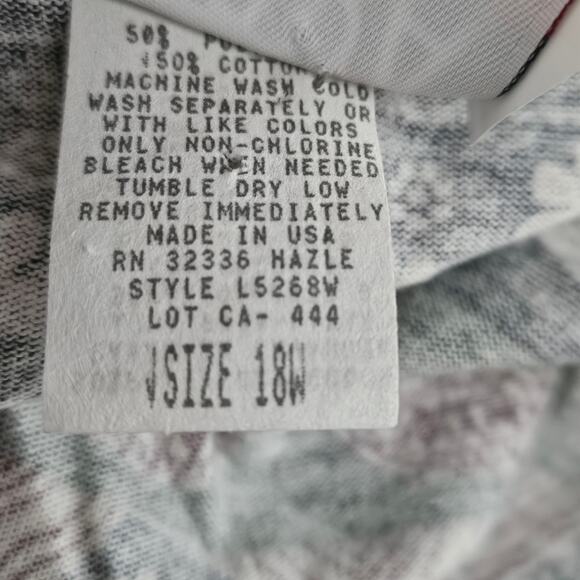 50%
50% COTTON
MACHINE WASH COLD
WASH SEPARATELY OR
WITH LIKE COLORS
ONLY NON-CHLORINE
BLEACH WHEN NEEDED
TUMBLE DRY LOW
REMOVE IMMEDIATELY
MADE IN USA
RN 32336 HAZLE
STYLE L5268W
LOT CA- 444
SIZE 18W